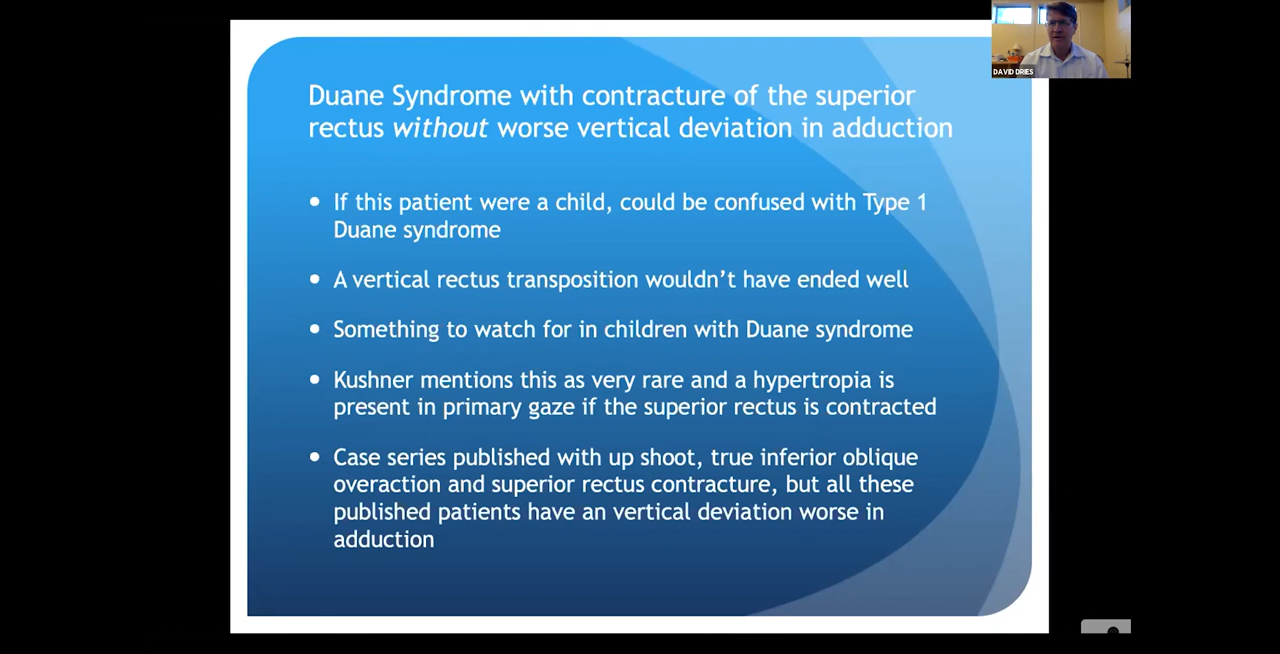 DAVID DRIES
Duane Syndrome with contracture of the superior
rectus without worse vertical deviation in adduction
If this patient were a child, could be confused with Type 1
Duane syndrome
A vertical rectus transposition wouldn't have ended well
Something to watch for in children with Duane syndrome
Kushner mentions this as very rare and a hypertropia is
present in primary gaze if the superior rectus is contracted
Case series published with up shoot, true inferior oblique
overaction and superior rectus contracture, but all these
published patients have an vertical deviation worse in
adduction